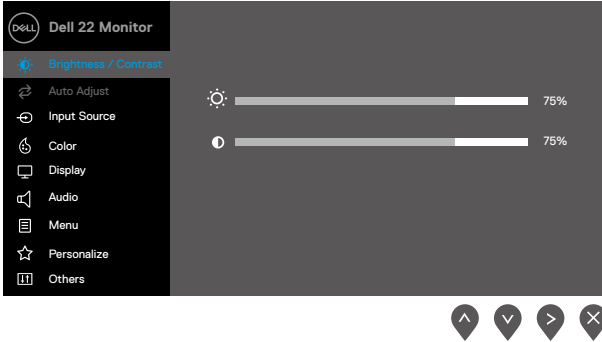 DELL Dell 22 Monitor
Brightness / Contrast
Auto Adjust
75%
Input Source
Color
75%
Display
Audio
Menu
Personalize
Others